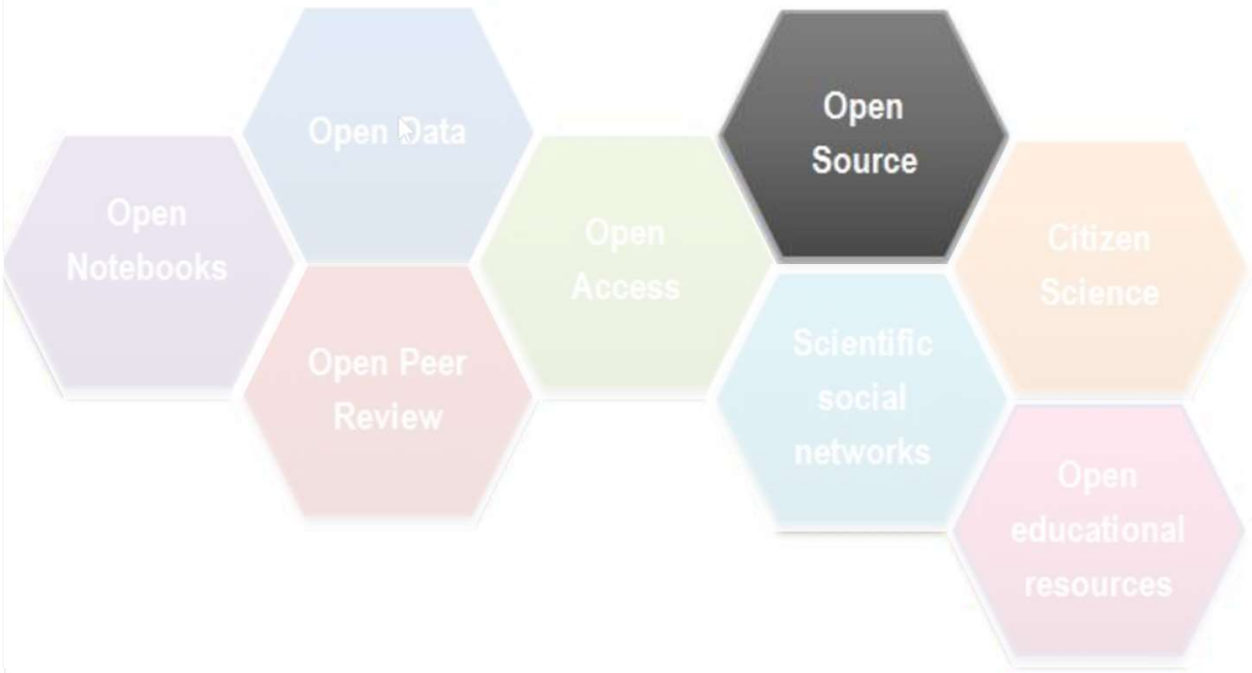 Open Data
Open
Source
Open
Notebooks
Open
Access
Citizen
Science
Open Peer
Review
Scientific
social
networks
Open
educational
resources